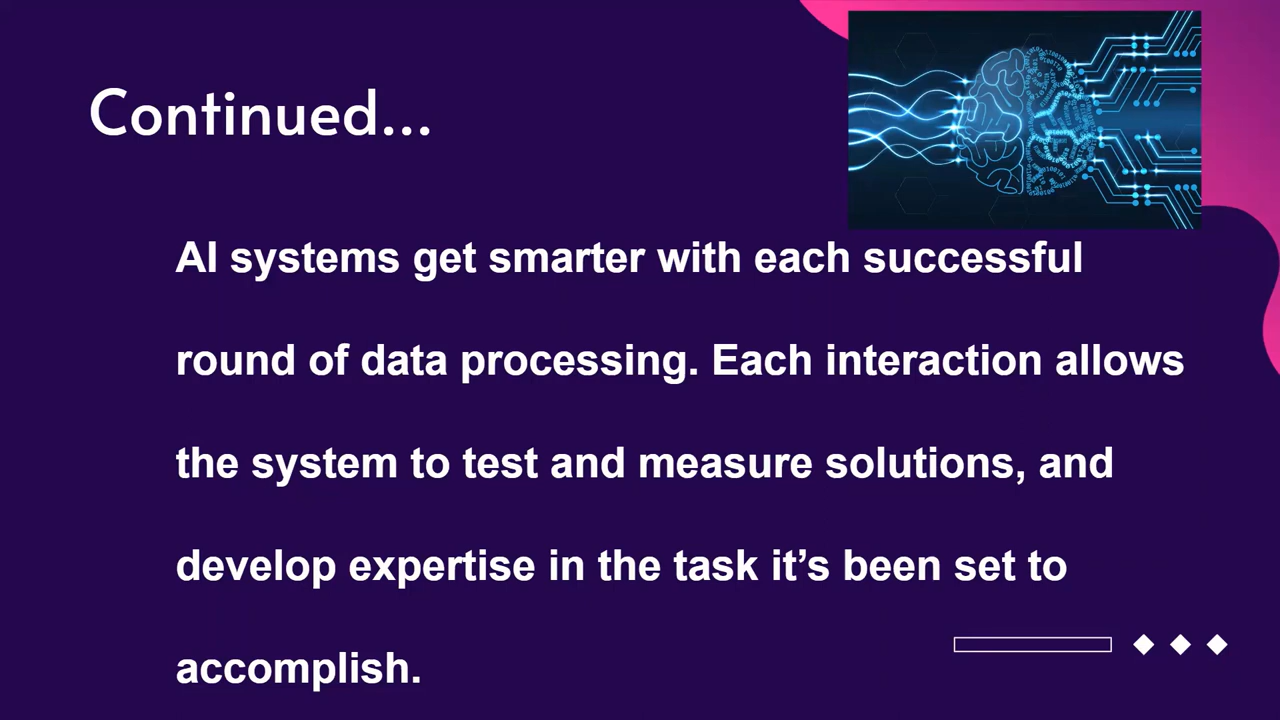 Continued...
AI systems get smarter with each successful
round of data processing. Each interaction allows
the system to test and measure solutions, and
develop expertise in the task it’s been set to
accomplish.